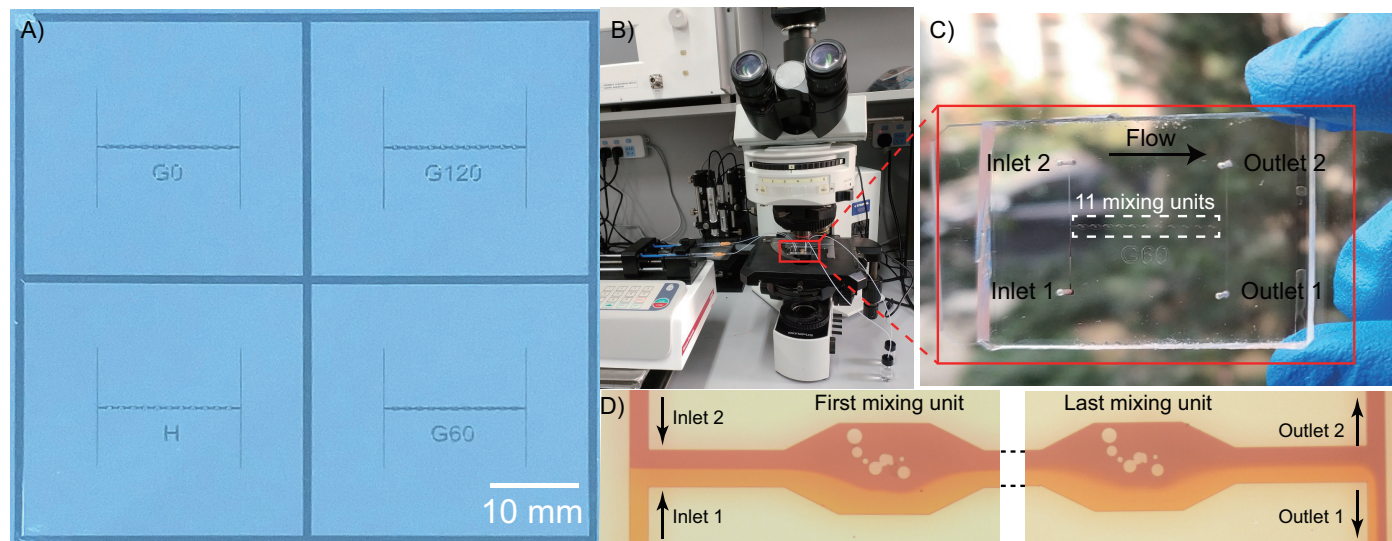 A)
G0
G120
H
G60
10 mm
B)
C)
Flow
Inlet 2
Outlet 2
11 mixing units
G60
Inlet 1
Outlet 1
D)
First mixing unit
Last mixing unit
Inlet 2
Outlet 2
Inlet 1
Outlet 1